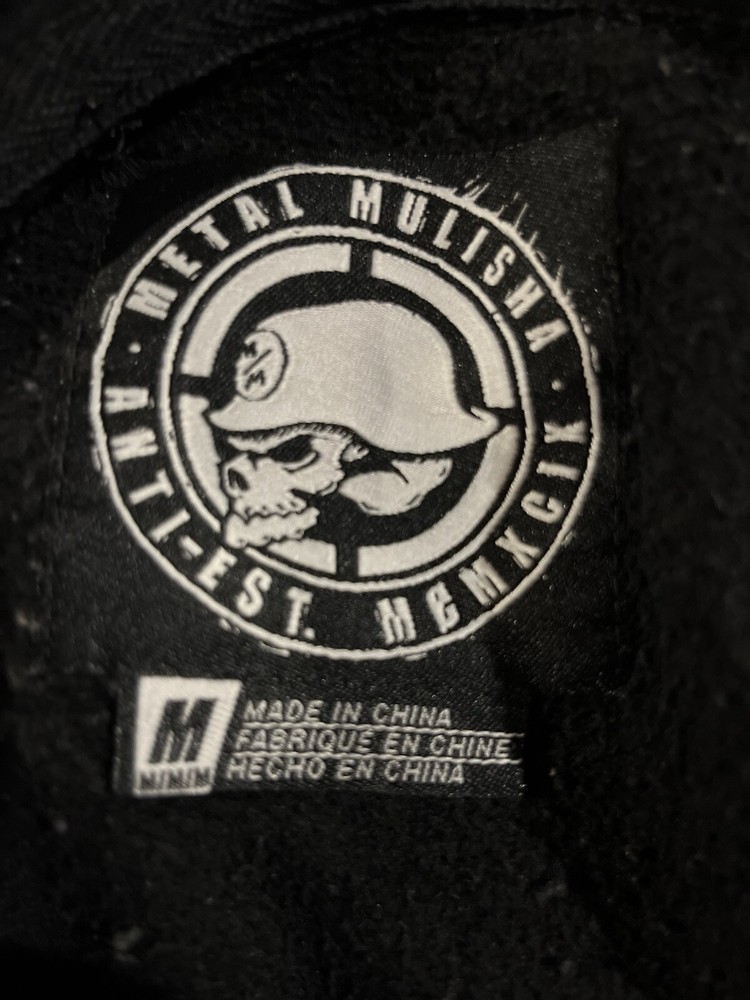 METAL MULISHA
M/M
· ANTI-EST. MCMXCIX ·
M
M/M/M
MADE IN CHINA
FABRIQUÉ EN CHINE
HECHO EN CHINA